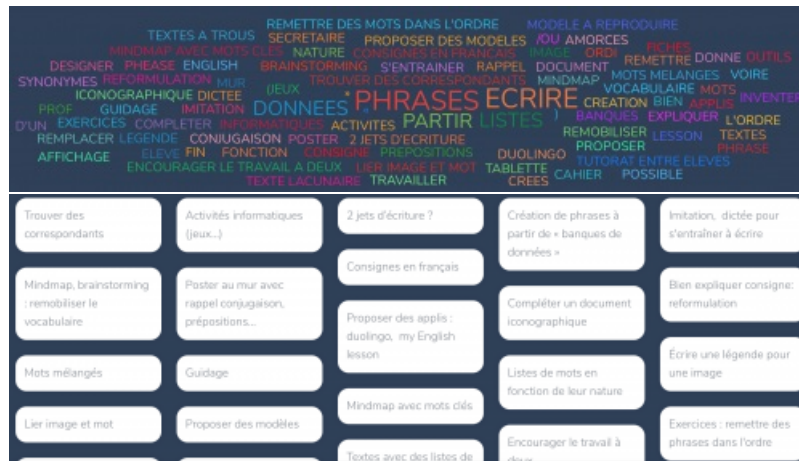 REMETTRE DES MOTS DANS L'ORDRE MODELE A REPRODUIRE
TEXTES A TROUS SECRETAIRE PROPOSER DES MODELES /OU AMORCES
MINDMAP AVEC MOTS CLES NATURE CONSIGNES EN FRANCAIS IMAGE ORDI FICHES
DESIGNER PHEASE ENGLISH BRAINSTORMING S'ENTRAINER RAPPEL DOCUMENT REMETTRE DONNE OUTILS
SYNONYMES REFORMULATION MUR TROUVER DES CORRESPONDANTS MINDMAP MOTS MELANGES VOIRE
ICONOGRAPHIQUE DICTEE (JEUX " PHRASES ECRIRE VOCABULAIRE MOTS
PROF GUIDAGE IMITATION DONNEES CREATION BIEN APPLIS INVENTER
D'UN EXERCICES COMPLETER INFORMATIQUES ACTIVITES PARTIR LISTES ) BANQUES EXPLIQUER L'ORDRE
REMPLACER LEGENDE CONJUGAISON POSTER 2 JETS D'ECRITURE REMOBILISER LESSON TEXTES
AFFICHAGE ELEVE FIN FONCTION CONSIGNE PREPOSITIONS DUOLINGO PROPOSER PHRASE
ENCOURAGER LE TRAVAIL A DEUX LIER IMAGE ET MOT TABLETTE TUTORAT ENTRE ELEVES
TEXTE LACUNAIRE TRAVAILLER CREES CAHIER POSSIBLE
Trouver des
correspondants
Mindmap, brainstorming
: remobiliser le
vocabulaire
Mots mélangés
Lier image et mot
Activités informatiques
(jeux...)
Poster au mur avec
rappel conjugaison,
prépositions...
Guidage
Proposer des modèles
2 jets d'écriture ?
Consignes en français
Proposer des applis :
duolingo, my English
lesson
Mindmap avec mots clés
Textes avec des listes de
Création de phrases à
partir de « banques de
données »
Compléter un document
iconographique
Listes de mots en
fonction de leur nature
Encourager le travail à
deux
Imitation, dictée pour
s'entraîner à écrire
Bien expliquer consigne:
reformulation
Écrire une légende pour
une image
Exercices : remettre des
phrases dans l'ordre